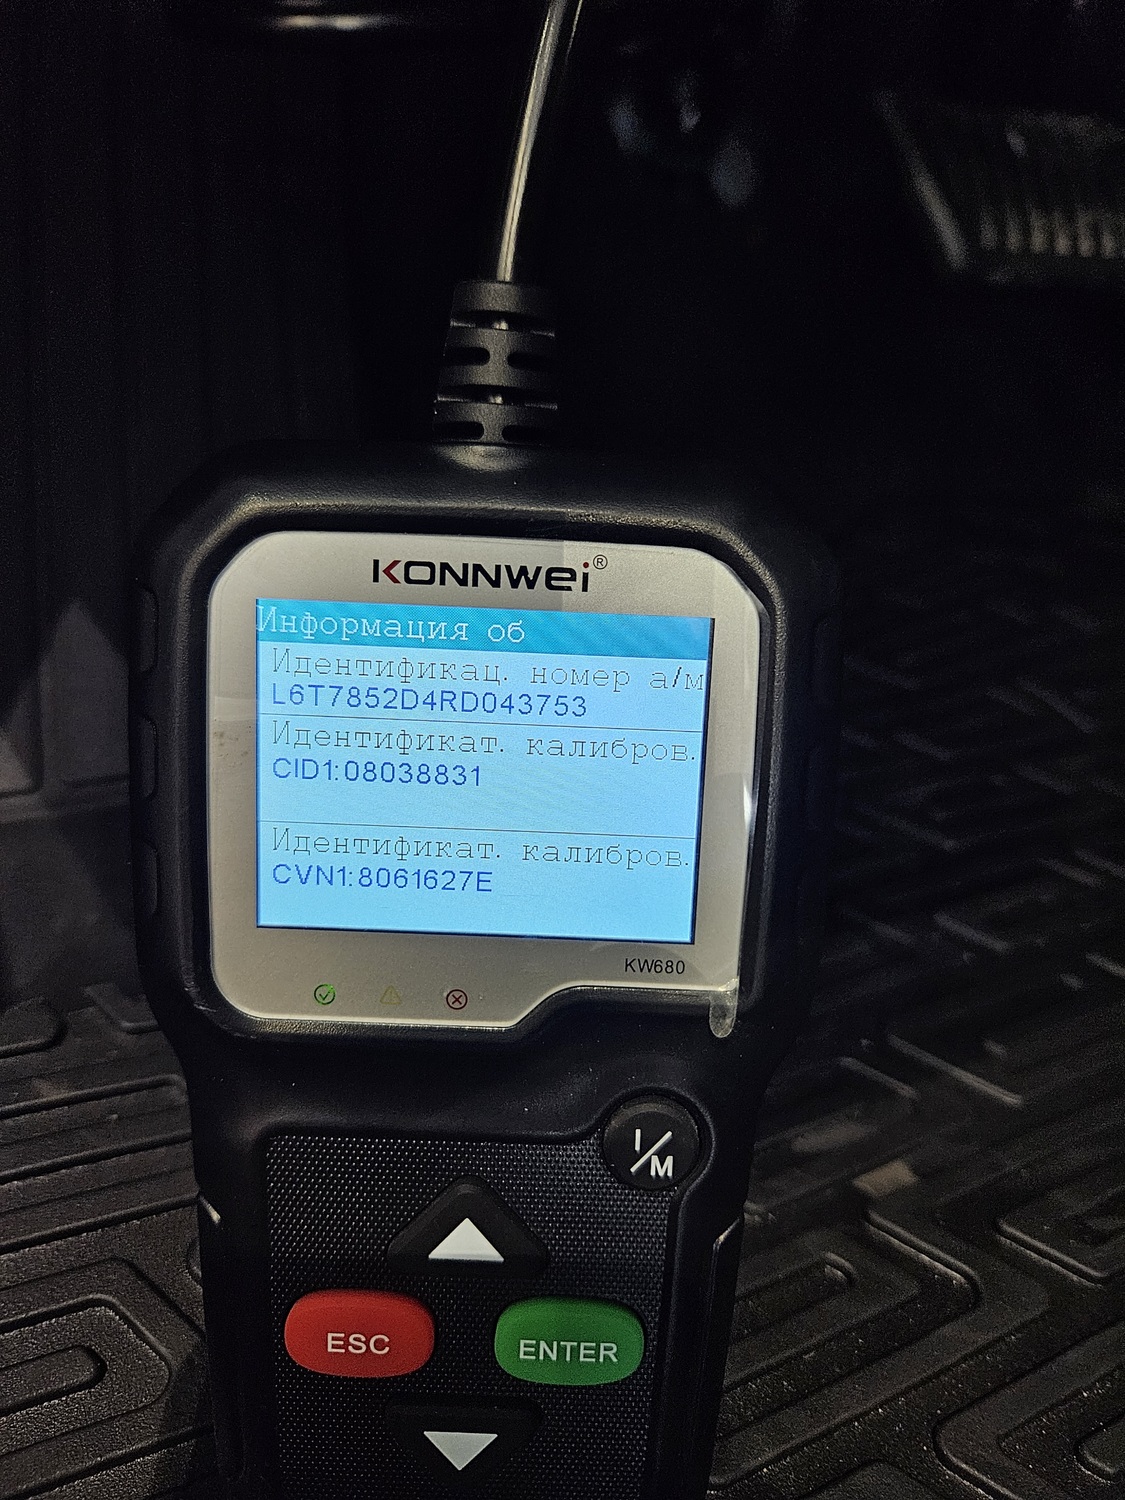 KONNWEI®
Информация об
Идентификац. номер а/м
L6T7852D4RD043753
Идентификат. калибров.
CID1:08038831
Идентификат. калибров.
CVN1:8061627E
KW680
I/M
ESC
ENTER